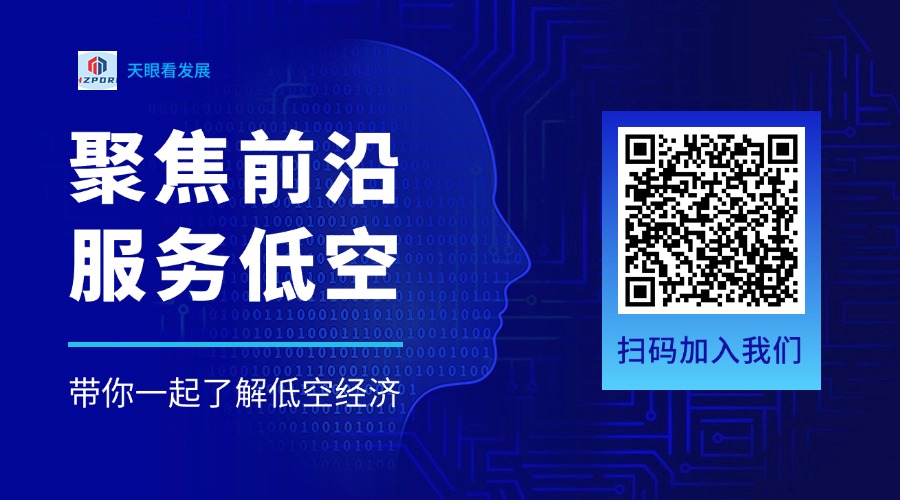 天眼看发展
聚焦前沿
服务低空
带你一起了解低空经济
扫码加入我们